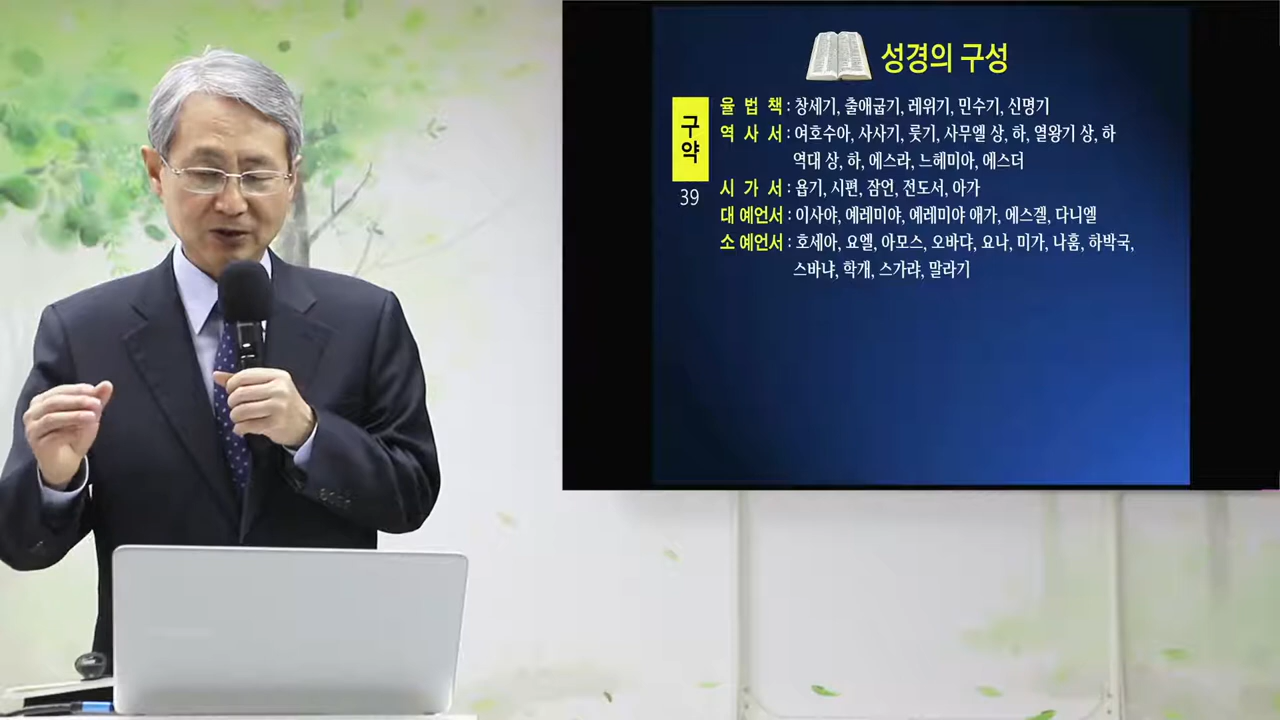 성경의 구성
구약
39
율 법 책 : 창세기, 출애굽기, 레위기, 민수기, 신명기
역 사 서 : 여호수아, 사사기, 룻기, 사무엘 상, 하, 열왕기 상, 하
역대 상, 하, 에스라, 느헤미아, 에스더
시 가 서 : 욥기, 시편, 잠언, 전도서, 아가
대 예언서 : 이사야, 예레미야, 예레미야 애가, 에스겔, 다니엘
소 예언서 : 호세아, 요엘, 아모스, 오바댜, 요나, 미가, 나훔, 하박국,
스바냐, 학개, 스가랴, 말라기